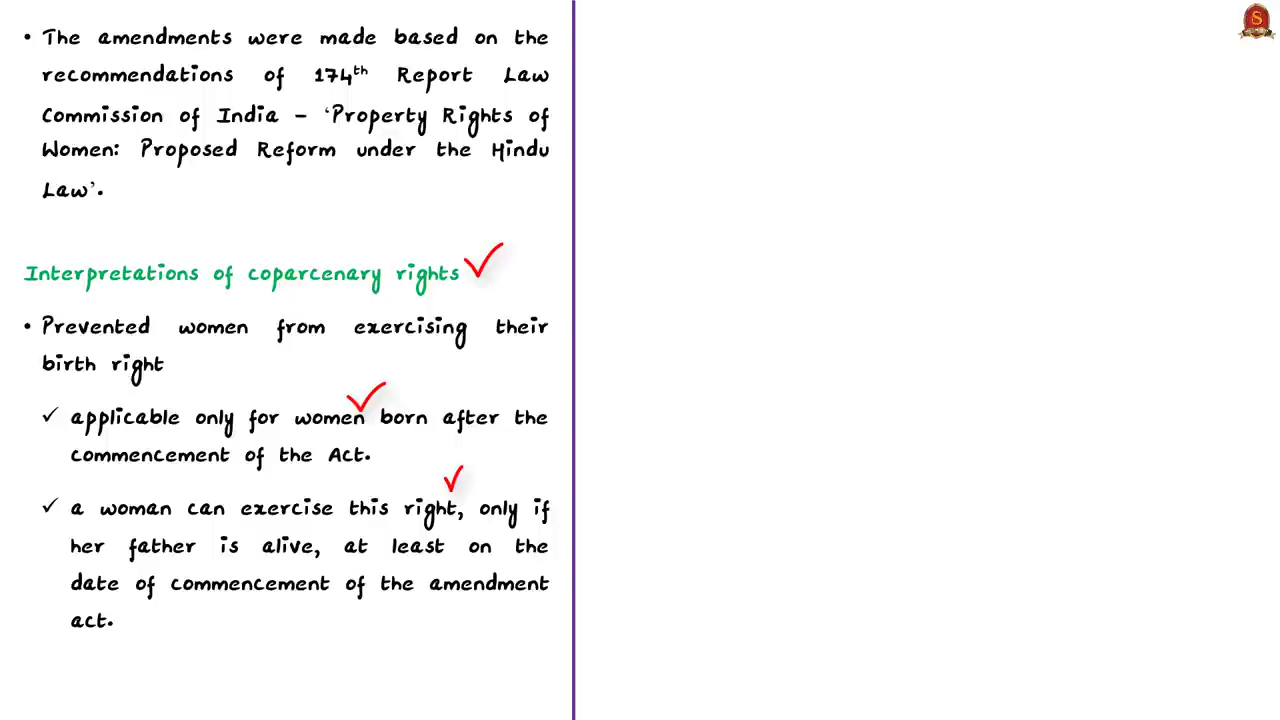 • The amendments were made based on the
recommendations of 174th Report Law
Commission of India – ‘Property Rights of
Women: Proposed Reform under the Hindu
Law’.
Interpretations of coparcenary rights
• Prevented women from exercising their
birth right
✓ applicable only for women born after the
commencement of the Act.
✓ a woman can exercise this right, only if
her father is alive, at least on the
date of commencement of the amendment
act.
S